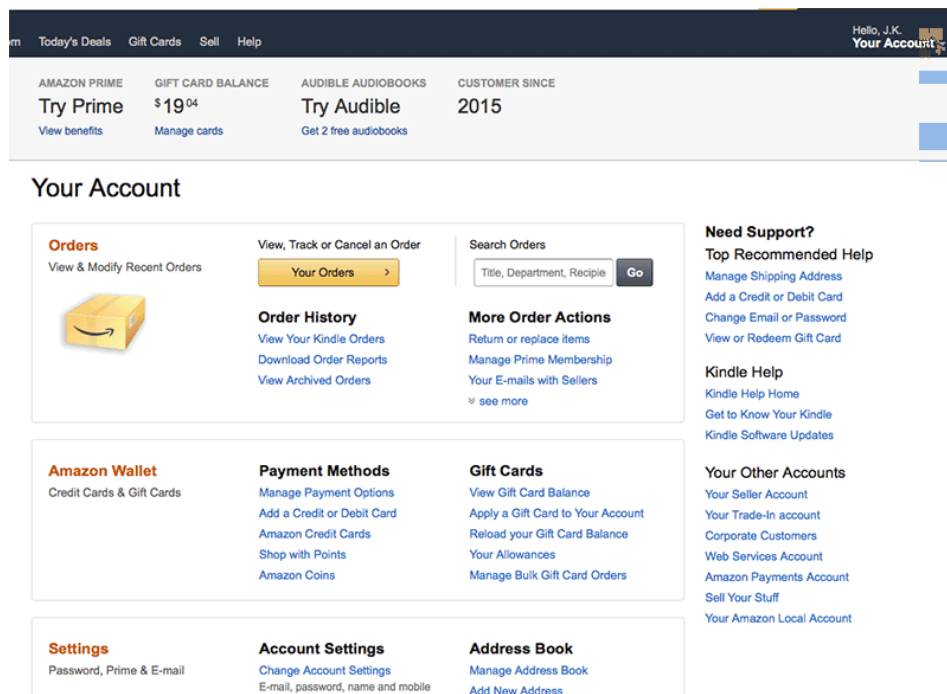 om Today's Deals Gift Cards Sell Help
Hello, J.K.
Your Account
AMAZON PRIME
Try Prime
View benefits
GIFT CARD BALANCE
$19 04
Manage cards
AUDIBLE AUDIOBOOKS
Try Audible
Get 2 free audiobooks
CUSTOMER SINCE
2015
Your Account
Orders
View & Modify Recent Orders
View, Track or Cancel an Order
Your Orders
Search Orders
Title, Department, Recipie
Go
Order History
View Your Kindle Orders
Download Order Reports
View Archived Orders
More Order Actions
Return or replace items
Manage Prime Membership
Your E-mails with Sellers
see more
Amazon Wallet
Credit Cards & Gift Cards
Payment Methods
Manage Payment Options
Add a Credit or Debit Card
Amazon Credit Cards
Shop with Points
Amazon Coins
Gift Cards
View Gift Card Balance
Apply a Gift Card to Your Account
Reload your Gift Card Balance
Your Allowances
Manage Bulk Gift Card Orders
Settings
Password, Prime & E-mail
Account Settings
Change Account Settings
E-mail, password, name and mobile
Address Book
Manage Address Book
Add New Address
Need Support?
Top Recommended Help
Manage Shipping Address
Add a Credit or Debit Card
Change Email or Password
View or Redeem Gift Card
Kindle Help
Kindle Help Home
Get to Know Your Kindle
Kindle Software Updates
Your Other Accounts
Your Seller Account
Your Trade-In account
Corporate Customers
Web Services Account
Amazon Payments Account
Sell Your Stuff
Your Amazon Local Account